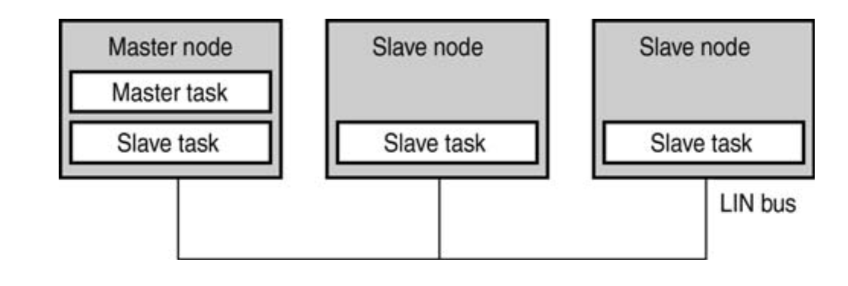 Master node
Master task
Slave task
Slave node
Slave task
Slave node
Slave task
LIN bus